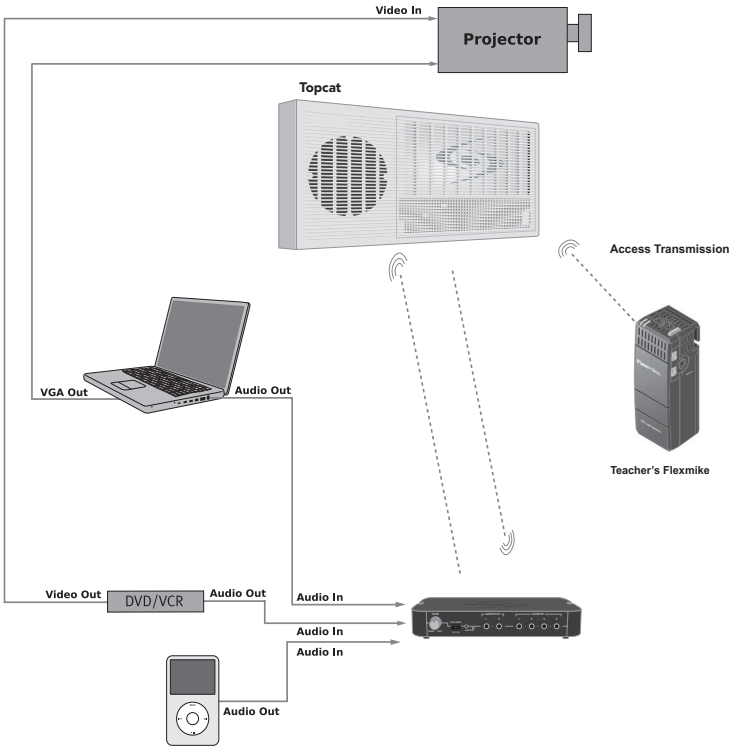 Video In
Projector
Topcat
Access Transmission
VGA Out
Audio Out
Teacher's Flexmike
Video Out
DVD/VCR
Audio Out
Audio In
Audio In
Audio In
Audio Out